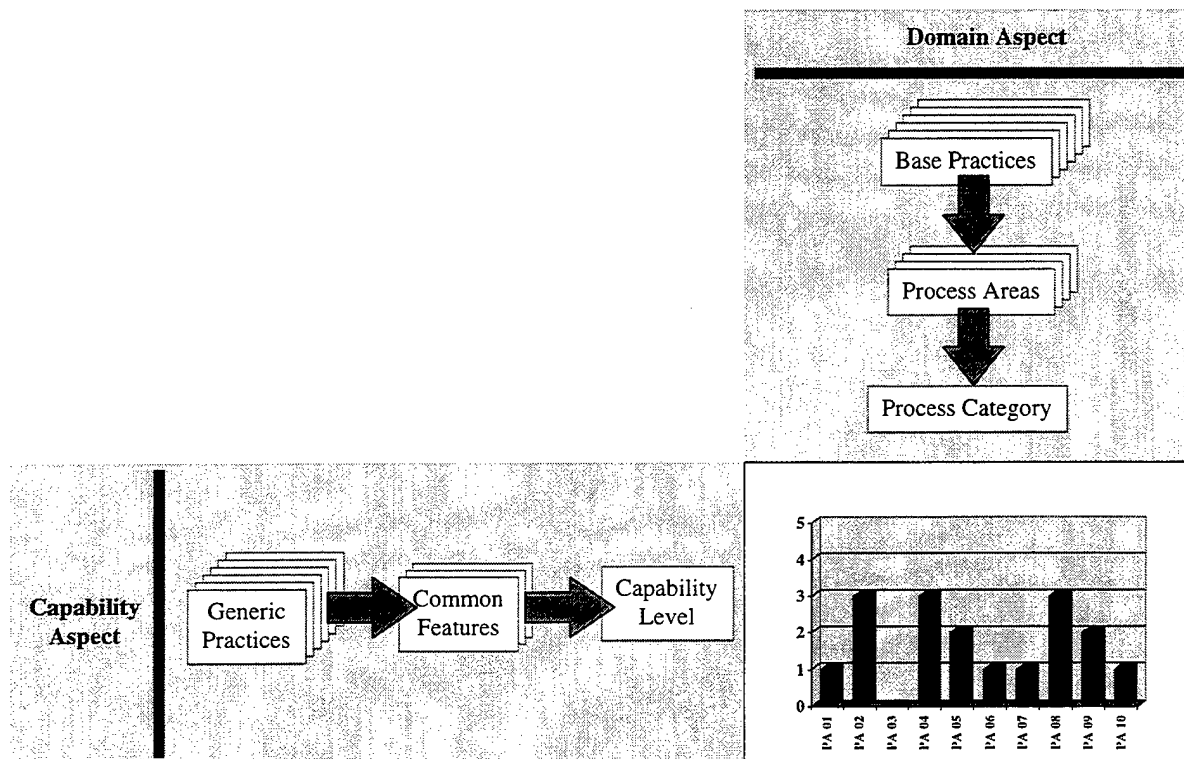 Domain Aspect
Base Practices
Process Areas
Process Category
Capability
Aspect
Generic
Practices
Common
Features
Capability
Level
5
4
3
2
1
0
PA 01
PA 02
PA 03
PA 04
PA 05
PA 06
PA 07
PA 08
PA 09
PA 10